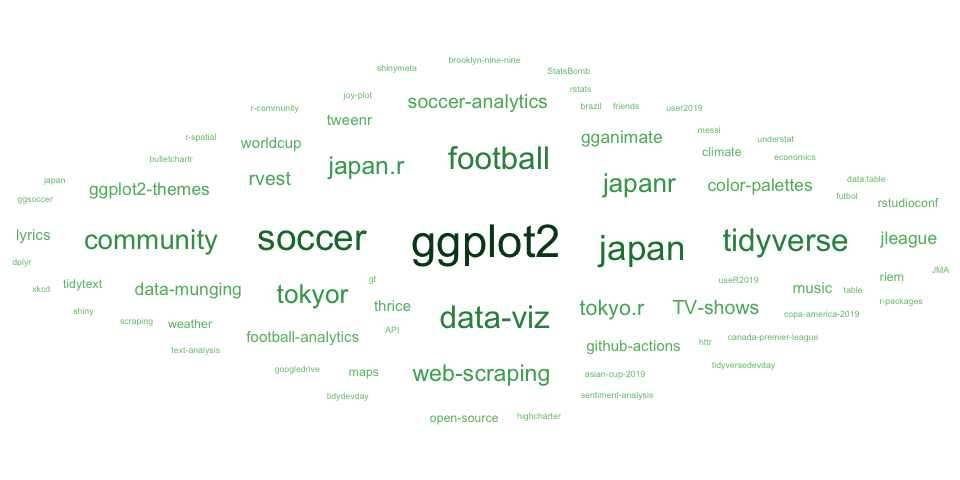 brooklyn-nine-nine
shinymeta
StatsBomb
rstats
joy-plot
soccer-analytics
r-community
brazil
friends
user2019
tweenr
messi
r-spatial
worldcup
gganimate
understat
climate
bulletchartr
football
economics
japan.r
japan
rvest
data.table
ggplot2-themes
japanr
color-palettes
ggsoccer
futbol
rstudioconf
lyrics
community
soccer
ggplot2
japan
tidyverse
jleague
dplyr
JMA
xkcd
tidytext
gt
useR2019
riem
data-munging
tokyor
music
table
r-packages
shiny
thrice
tokyo.r
TV-shows
copa-america-2019
scraping
weather
data-viz
API
football-analytics
canada-premier-league
text-analysis
github-actions
httr
googledrive
maps
web-scraping
asian-cup-2019
tidyversedevday
tidydevday
sentiment-analysis
open-source
highcharter